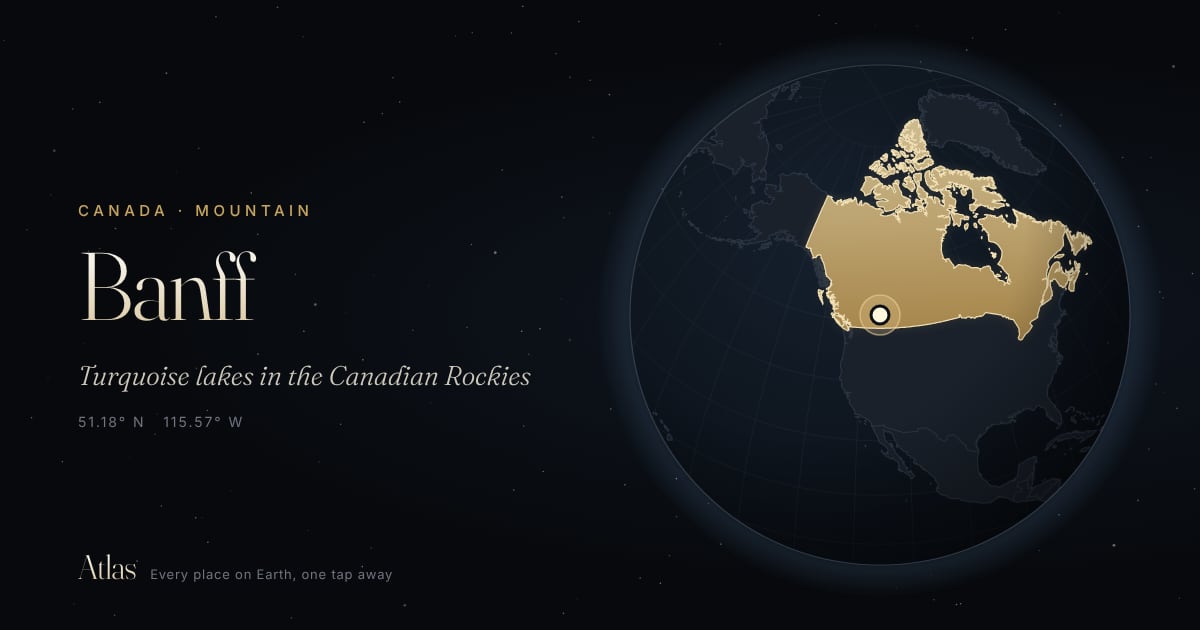 CANADA · MOUNTAIN
Banff
Turquoise lakes in the Canadian Rockies
51.18° N 115.57° W
Atlas Every place on Earth, one tap away